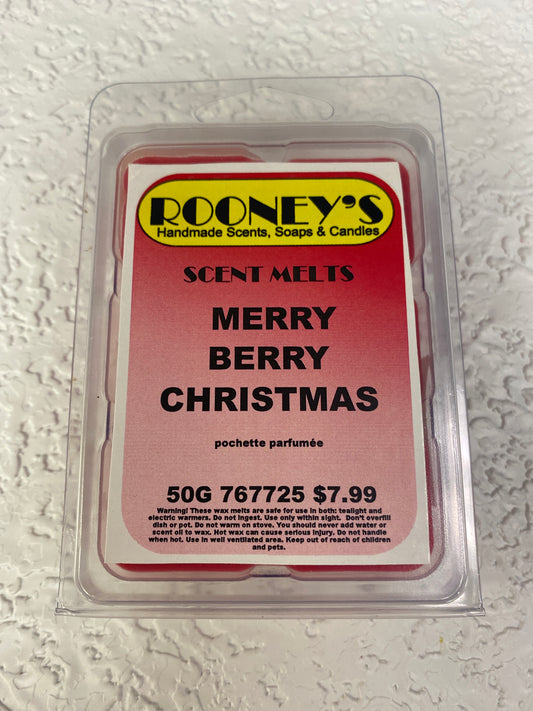 ROONEY'S
Handmade Scents, Soaps & Candles
SCENT MELTS
MERRY
BERRY
CHRISTMAS
pochette parfumée
50G 767725 $7.99
Warning! These wax melts are safe for use in both: tealight and
electric warmers. Do not ingest. Use only within sight. Don't overfill
dish or pot. Do not warm on stove. You should never add water or
scent oil to wax. Hot wax can cause serious injury. Do not handle
when hot. Use in well ventilated area. Keep out of reach of children
and pets.